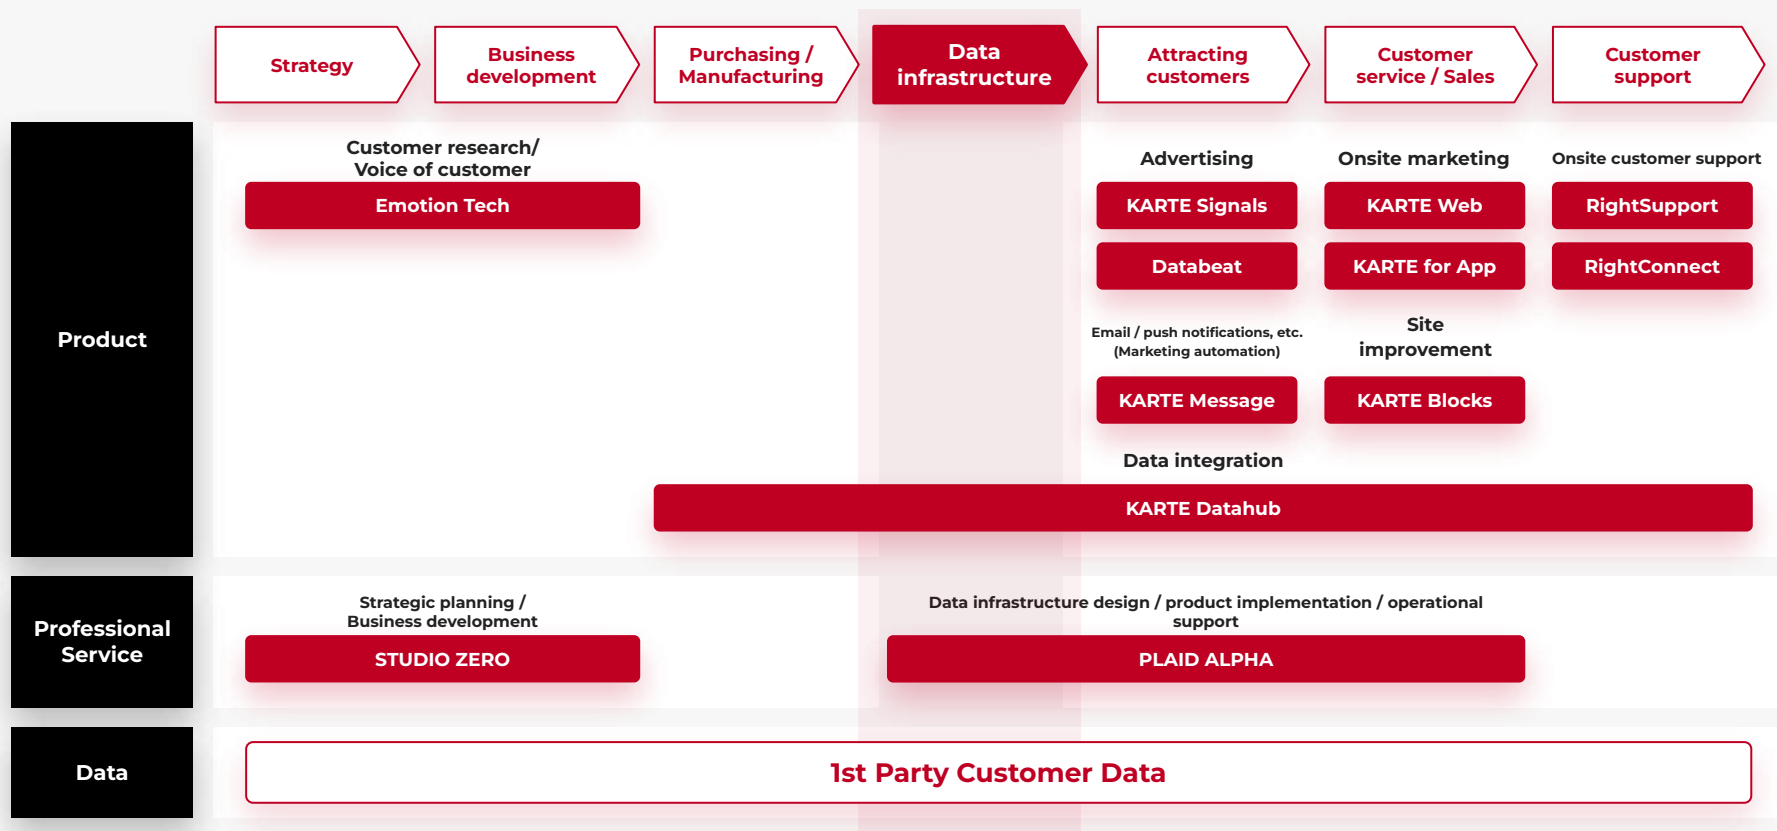 Strategy
Business
development
Purchasing /
Manufacturing
Data
infrastructure
Attracting
customers
Customer
service / Sales
Customer
support
Product
Customer research/
Voice of customer
Emotion Tech
Advertising
KARTE Signals
Databeat
Email / push notifications, etc.
(Marketing automation)
KARTE Message
Onsite marketing
KARTE Web
KARTE for App
Site
improvement
KARTE Blocks
Onsite customer support
RightSupport
RightConnect
Data integration
KARTE Datahub
Professional
Service
Strategic planning /
Business development
STUDIO ZERO
Data infrastructure design / product implementation / operational
support
PLAID ALPHA
Data
1st Party Customer Data